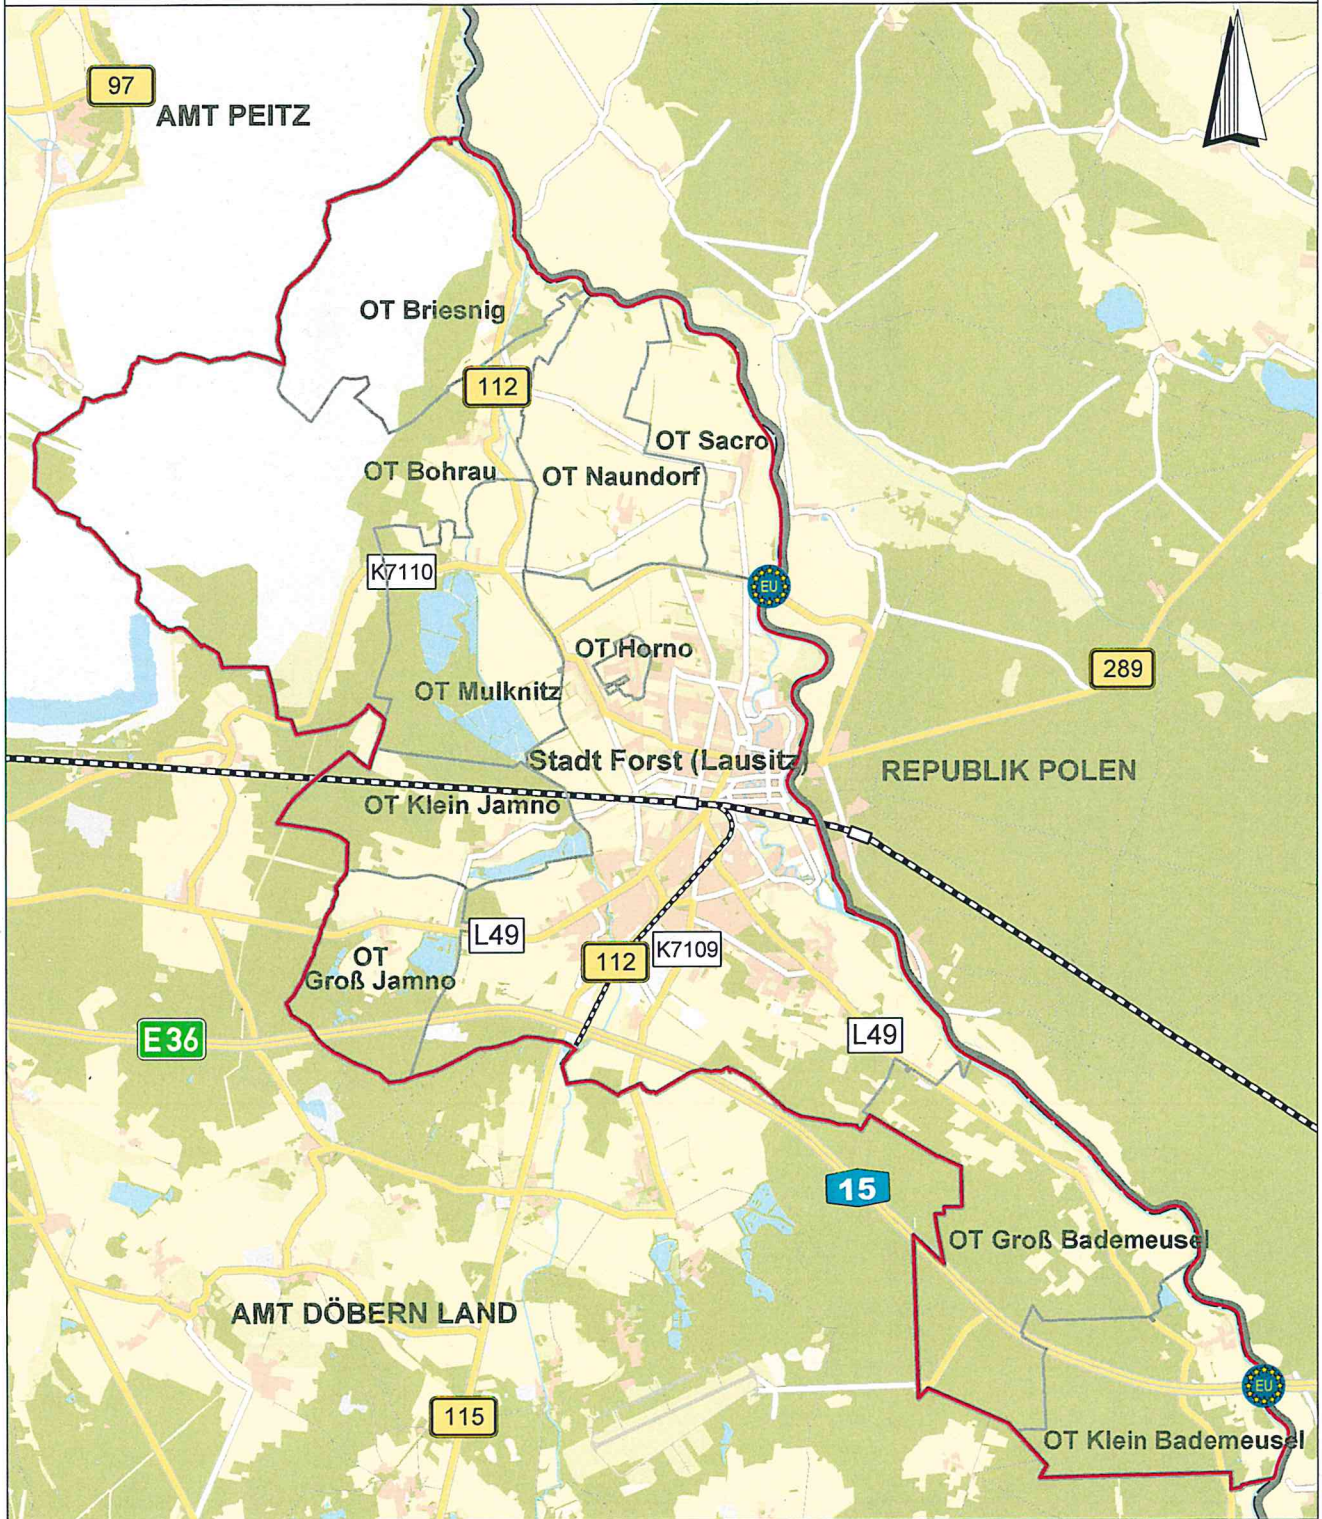 97
AMT PEITZ
OT Briesnig
112
OT Sacro
OT Bohrau
OT Naundorf
K7110
EU
OT Horno
289
OT Mulknitz
Stadt Forst (Lausitz)
REPUBLIK POLEN
OT Klein Jamno
L49
K7109
112
OT
Groß Jamno
E 36
L49
15
OT Groß Bademeusel
AMT DÖBERN LAND
EU
115
OT Klein Bademeusel